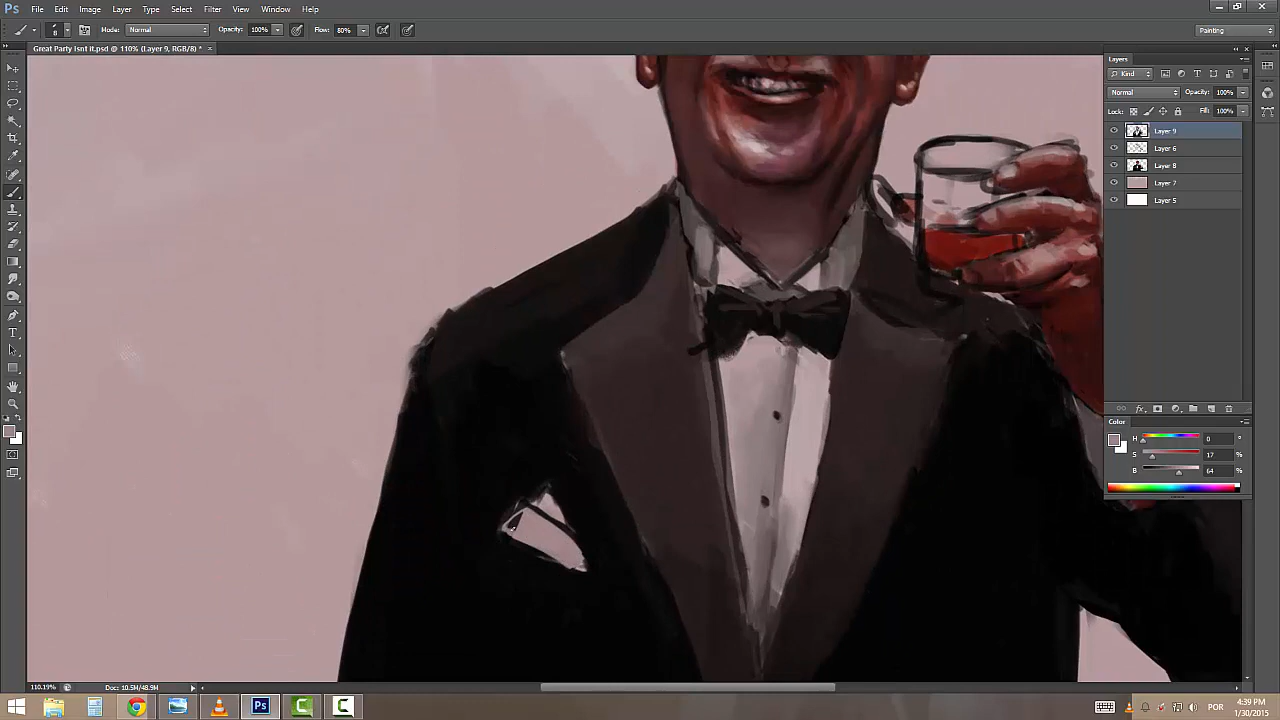 Ps File Edit Image Layer Type Select Filter View Window Help
6 Mode: Normal Opacity: 100% Flow: 80% Painting
Great Party Isnt it.psd @ 110% (Layer 9, RGB/8) * ×
Layers
Kind
Normal Opacity: 100%
Lock: Fill: 100%
Layer 9
Layer 6
Layer 8
Layer 7
Layer 5
fx
Color
H 0 °
S 17 %
B 64 %
110.19% Doc: 10.5M/48.9M
Ps C C POR 4:39 PM
1/30/2015